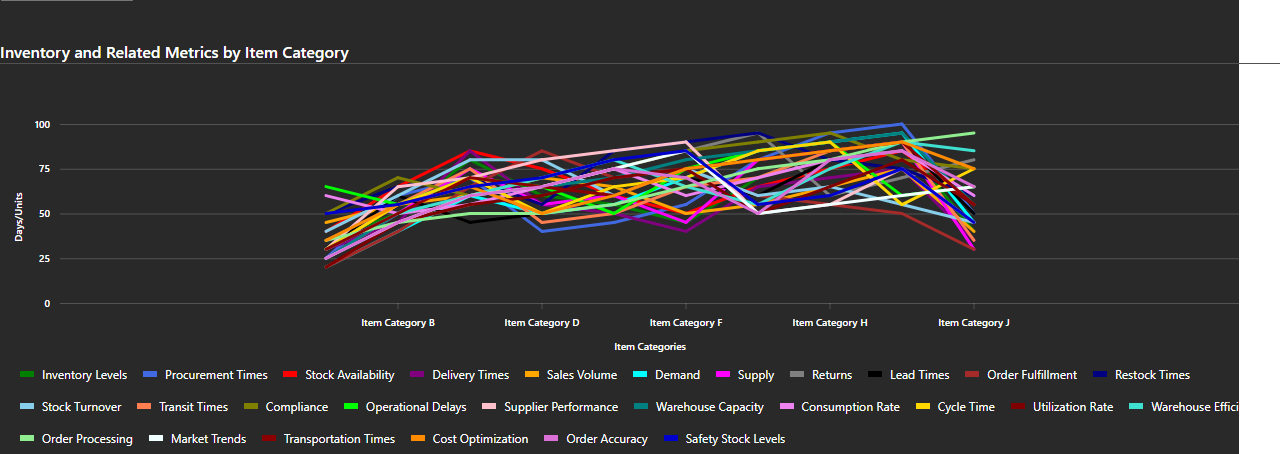 Inventory and Related Metrics by Item Category
100
75
50
25
0
Days/Units
Item Category B Item Category D Item Category F Item Category H Item Category J
Item Categories
Inventory Levels Procurement Times Stock Availability Delivery Times Sales Volume Demand Supply Returns Lead Times Order Fulfillment Restock Times
Stock Turnover Transit Times Compliance Operational Delays Supplier Performance Warehouse Capacity Consumption Rate Cycle Time Utilization Rate Warehouse Effici
Order Processing Market Trends Transportation Times Cost Optimization Order Accuracy Safety Stock Levels